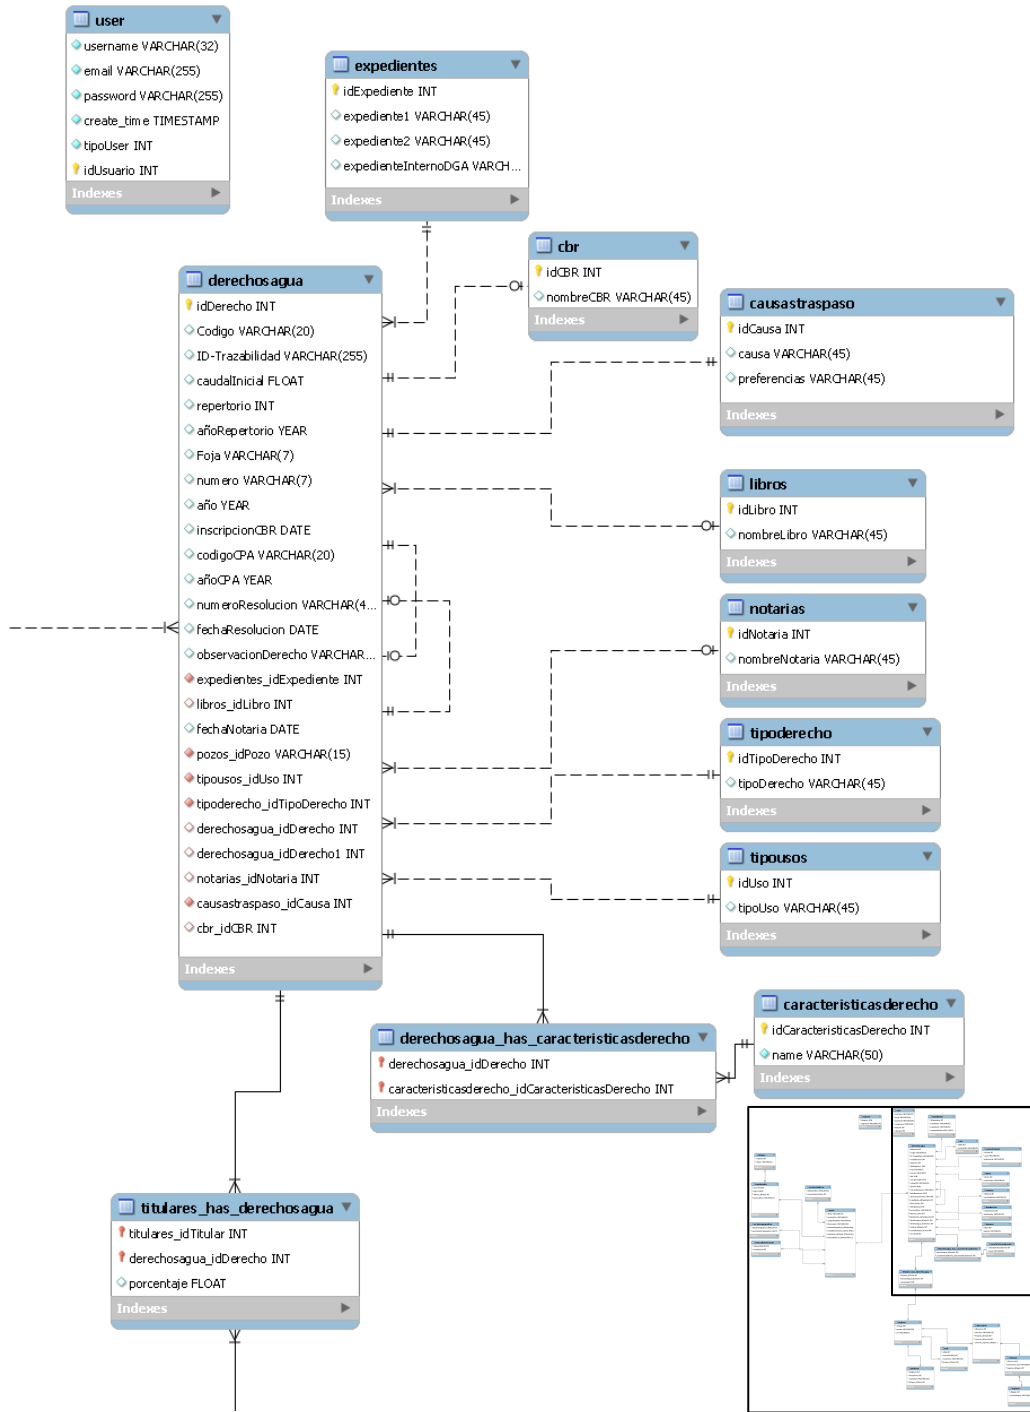 user
username VARCHAR(32)
email VARCHAR(255)
password VARCHAR(255)
create_time TIMESTAMP
tipoUser INT
idUsuario INT
Indexes
expedientes
idExpediente INT
expediente1 VARCHAR(45)
expediente2 VARCHAR(45)
expedienteInternoDGA VARCH...
Indexes
cbr
idCBR INT
nombreCBR VARCHAR(45)
Indexes
derechosagua
idDerecho INT
Codigo VARCHAR(20)
ID-Trazabilidad VARCHAR(255)
caudalInicial FLOAT
repertorio INT
añoRepertorio YEAR
Foja VARCHAR(7)
numero VARCHAR(7)
año YEAR
inscripcionCBR DATE
codigoCPA VARCHAR(20)
añoCPA YEAR
numeroResolucion VARCHAR(4...
fechaResolucion DATE
observacionDerecho VARCHAR...
expedientes_idExpediente INT
libros_idLibro INT
fechaNotaria DATE
pozos_idPozo VARCHAR(15)
tipousos_idUso INT
tipoderecho_idTipoDerecho INT
derechosagua_idDerecho INT
derechosagua_idDerecho1 INT
notarias_idNotaria INT
causastraspaso_idCausa INT
cbr_idCBR INT
Indexes
causastraspaso
idCausa INT
causa VARCHAR(45)
preferencias VARCHAR(45)
Indexes
libros
idLibro INT
nombreLibro VARCHAR(45)
Indexes
notarias
idNotaria INT
nombreNotaria VARCHAR(45)
Indexes
tipoderecho
idTipoDerecho INT
tipoDerecho VARCHAR(45)
Indexes
tipousos
idUso INT
tipoUso VARCHAR(45)
Indexes
caracteristicasderecho
idCaracteristicasDerecho INT
name VARCHAR(50)
Indexes
derechosagua_has_caracteristicasderecho
derechosagua_idDerecho INT
caracteristicasderecho_idCaracteristicasDerecho INT
Indexes
titulares_has_derechosagua
titulares_idTitular INT
derechosagua_idDerecho INT
porcentaje FLOAT
Indexes